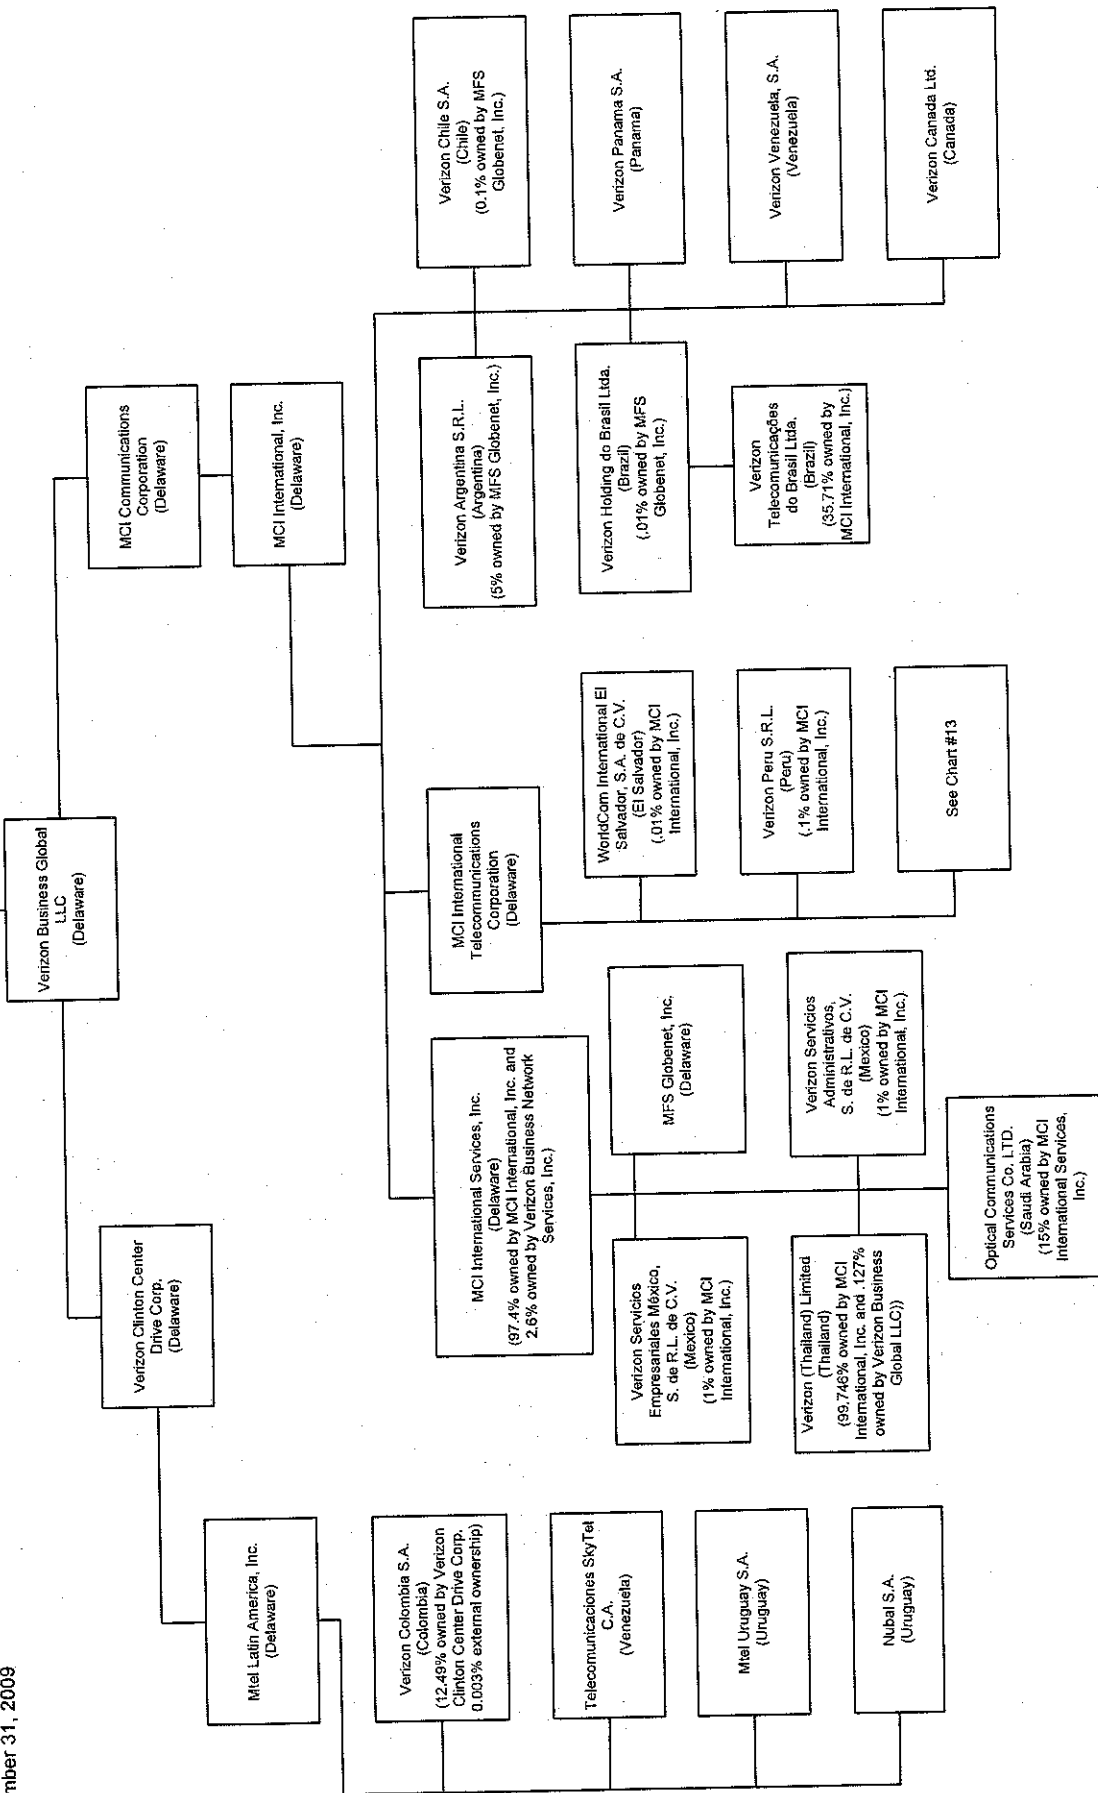 mber 31, 2009
Verizon Business Global
LLC
(Delaware)
Verizon Clinton Center
Drive Corp.
(Delaware)
MCI Communications
Corporation
(Delaware)
Mtel Latin America, Inc.
(Delaware)
MCI International, Inc.
(Delaware)
Verizon Colombia S.A.
(Colombia)
(12.49% owned by Verizon
Clinton Center Drive Corp.
0.003% external ownership)
Telecomunicaciones SkyTel
C.A.
(Venezuela)
Mtel Uruguay S.A.
(Uruguay)
Nubal S.A.
(Uruguay)
MCI International Services, Inc.
(Delaware)
(97.4% owned by MCI International, Inc. and
2.6% owned by Verizon Business Network
Services, Inc.)
Verizon Servicios
Empresariales México,
S. de R.L. de C.V.
(Mexico)
(1% owned by MCI
International, Inc.)
MFS Globenet, Inc.
(Delaware)
Verizon (Thailand) Limited
(Thailand)
(99.746% owned by MCI
International, Inc. and .127%
owned by Verizon Business
Global LLC))
Verizon Servicios
Administrativos,
S. de R.L. de C.V.
(Mexico)
(1% owned by MCI
International, Inc.)
Optical Communications
Services Co. LTD.
(Saudi Arabia)
(15% owned by MCI
International Services,
Inc.)
MCI International
Telecommunications
Corporation
(Delaware)
WorldCom International El
Salvador, S.A. de C.V.
(El Salvador)
(.01% owned by MCI
International, Inc.)
Verizon Peru S.R.L.
(Peru)
(.1% owned by MCI
International, Inc.)
See Chart #13
Verizon Argentina S.R.L.
(Argentina)
(5% owned by MFS Globenet, Inc.)
Verizon Chile S.A.
(Chile)
(0.1% owned by MFS
Globenet, Inc.)
Verizon Holding do Brasil Ltda.
(Brazil)
(.01% owned by MFS
Globenet, Inc.)
Verizon Panama S.A.
(Panama)
Verizon
Telecomunicações
do Brasil Ltda.
(Brazil)
(35.71% owned by
MCI International, Inc.)
Verizon Venezuela, S.A.
(Venezuela)
Verizon Canada Ltd.
(Canada)